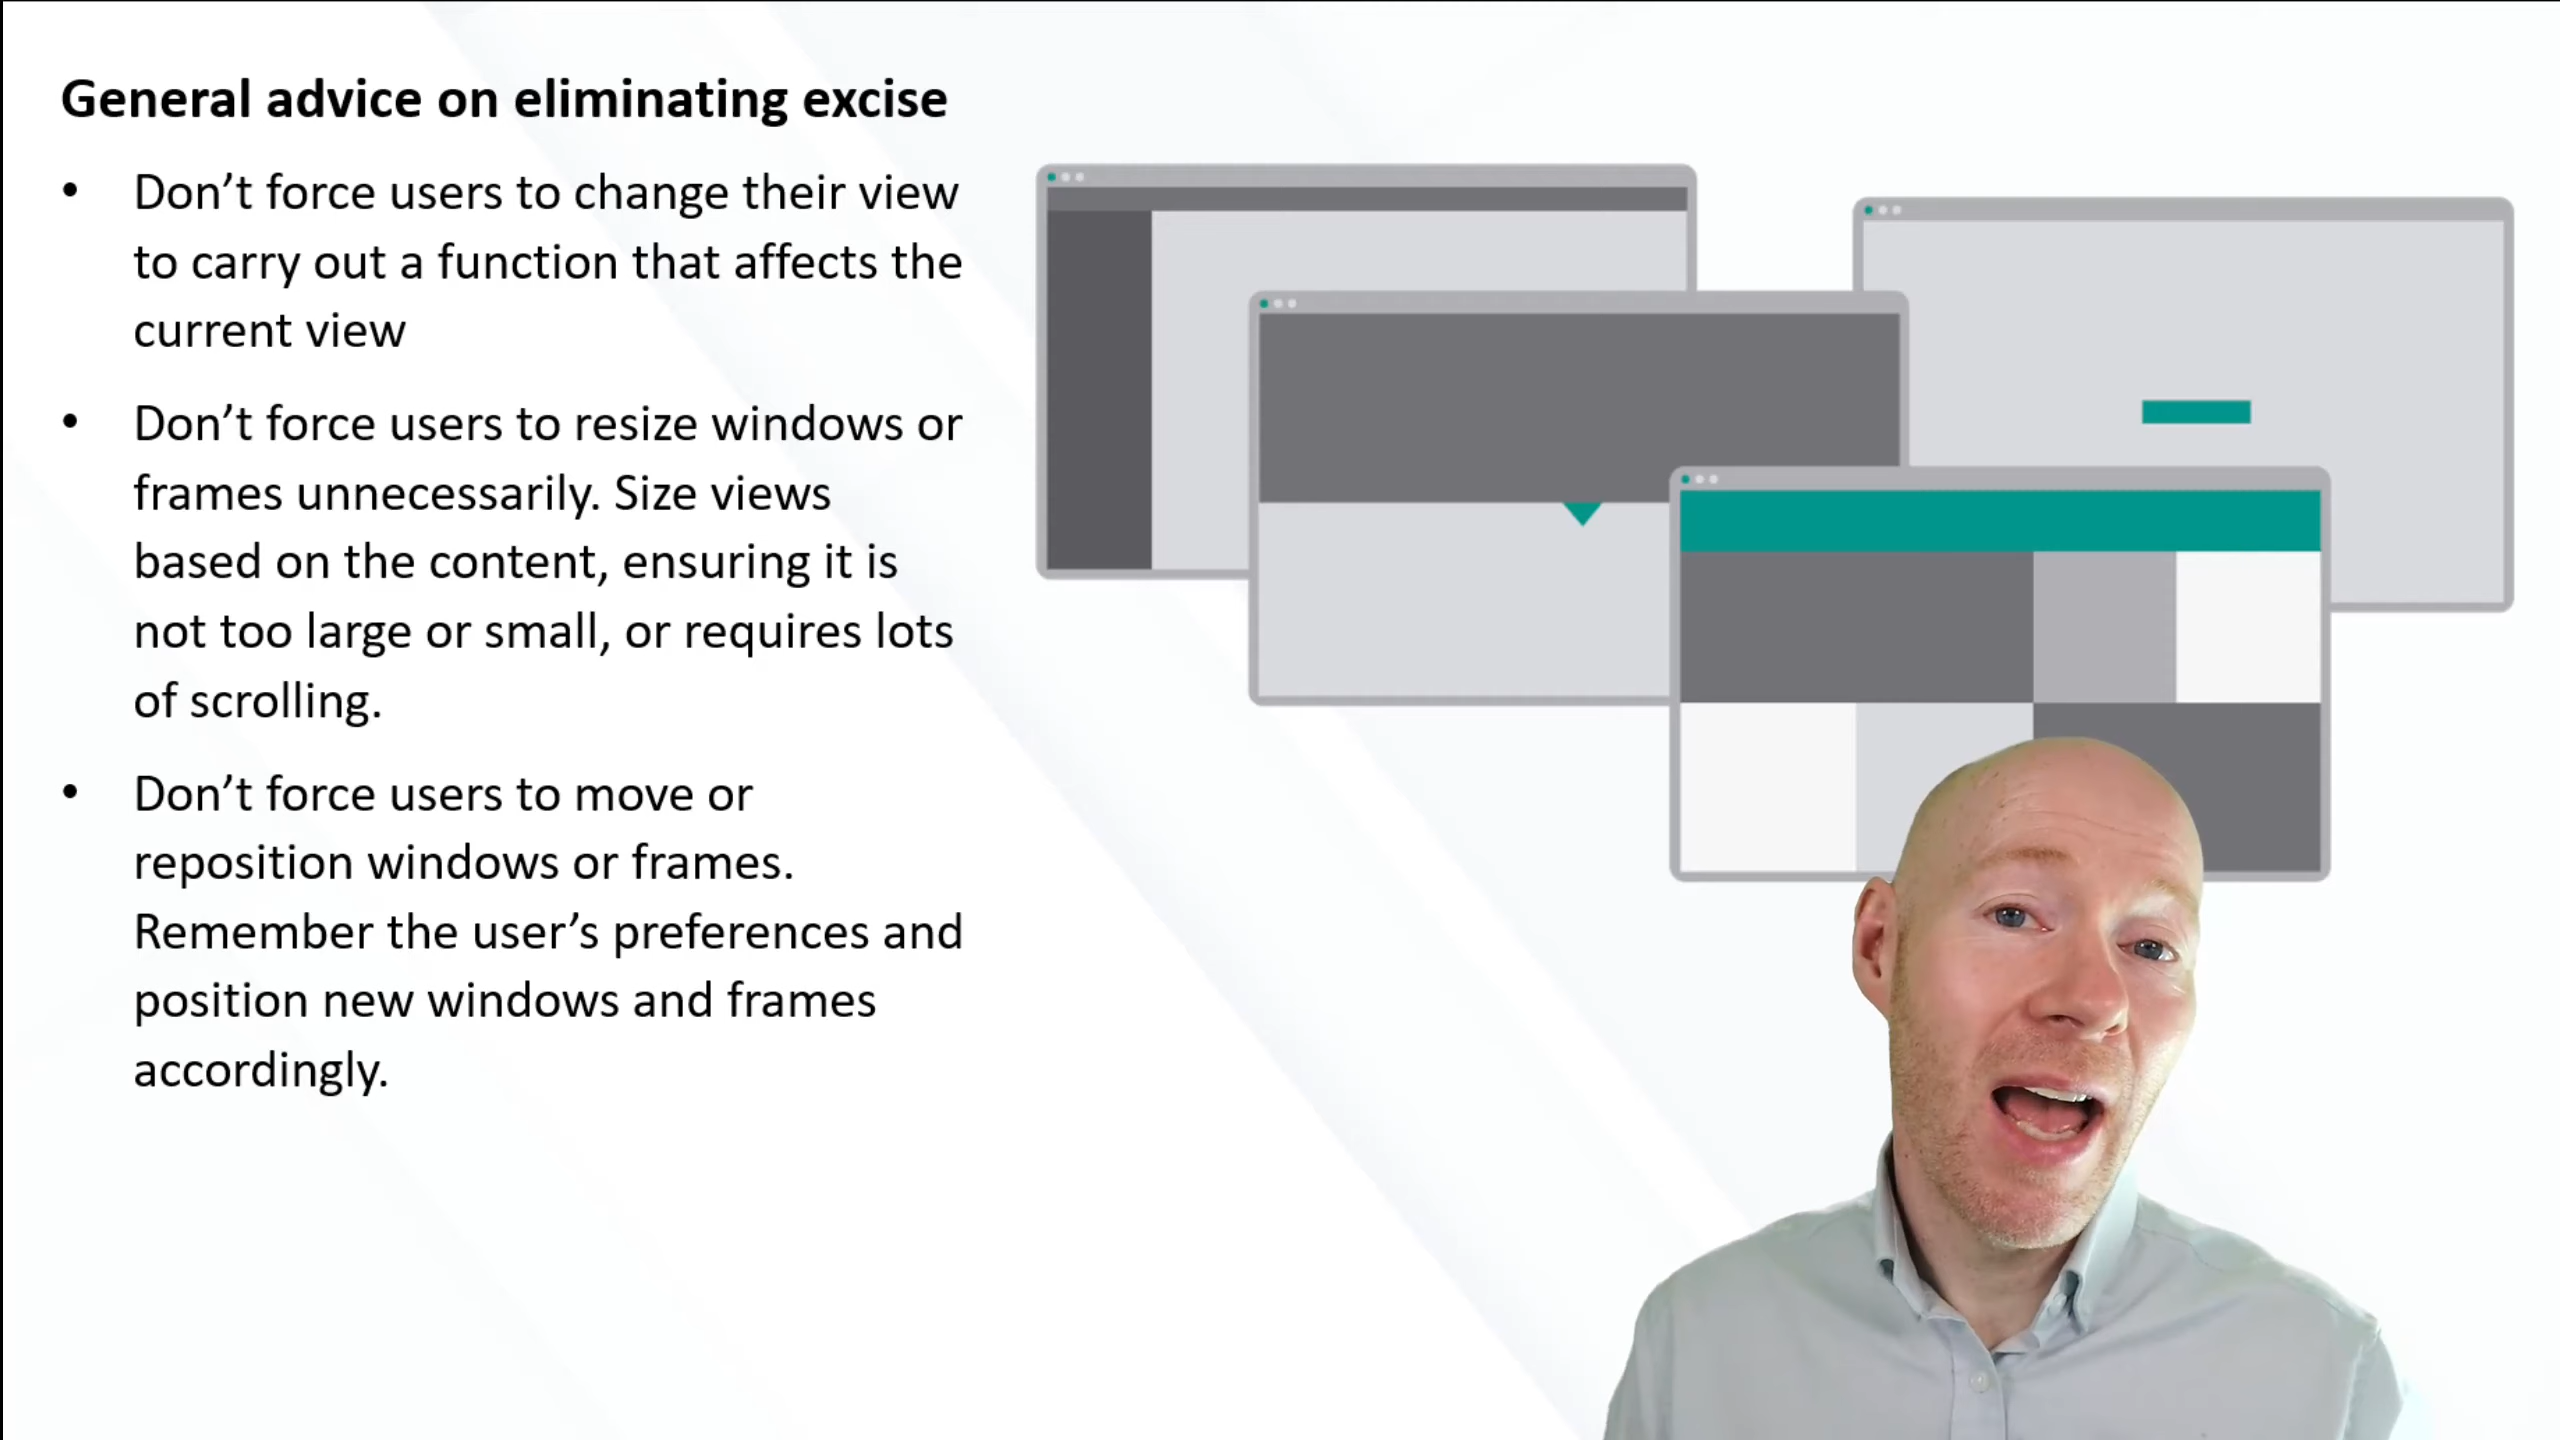 General advice on eliminating excise
• Don’t force users to change their view
to carry out a function that affects the
current view
• Don’t force users to resize windows or
frames unnecessarily. Size views
based on the content, ensuring it is
not too large or small, or requires lots
of scrolling.
• Don’t force users to move or
reposition windows or frames.
Remember the user’s preferences and
position new windows and frames
accordingly.